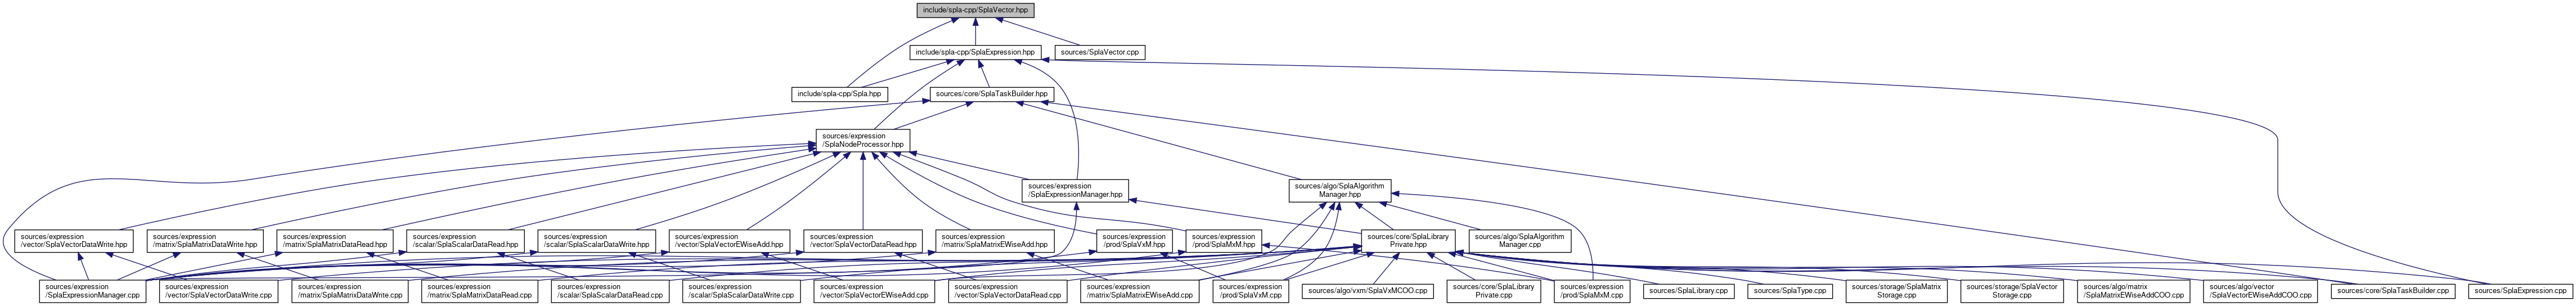 include/spla-cpp/SplaVector.hpp
include/spla-cpp/SplaExpression.hpp
sources/SplaVector.cpp
include/spla-cpp/Spla.hpp
sources/core/SplaTaskBuilder.hpp
sources/expression
/SplaNodeProcessor.hpp
sources/expression
/SplaExpressionManager.hpp
sources/algo/SplaAlgorithm
Manager.hpp
sources/expression
/vector/SplaVectorDataWrite.hpp
sources/expression
/matrix/SplaMatrixDataWrite.hpp
sources/expression
/matrix/SplaMatrixDataRead.hpp
sources/expression
/scalar/SplaScalarDataRead.hpp
sources/expression
/scalar/SplaScalarDataWrite.hpp
sources/expression
/vector/SplaVectorEWiseAdd.hpp
sources/expression
/vector/SplaVectorDataRead.hpp
sources/expression
/matrix/SplaMatrixEWiseAdd.hpp
sources/expression
/prod/SplaVxM.hpp
sources/expression
/prod/SplaMxM.hpp
sources/core/SplaLibrary
Private.hpp
sources/algo/SplaAlgorithm
Manager.cpp
sources/expression
/SplaExpressionManager.cpp
sources/expression
/vector/SplaVectorDataWrite.cpp
sources/expression
/matrix/SplaMatrixDataWrite.cpp
sources/expression
/matrix/SplaMatrixDataRead.cpp
sources/expression
/scalar/SplaScalarDataRead.cpp
sources/expression
/scalar/SplaScalarDataWrite.cpp
sources/expression
/vector/SplaVectorEWiseAdd.cpp
sources/expression
/vector/SplaVectorDataRead.cpp
sources/expression
/matrix/SplaMatrixEWiseAdd.cpp
sources/expression
/prod/SplaVxM.cpp
sources/algo/vxm/SplaVxMCOO.cpp
sources/core/SplaLibrary
Private.cpp
sources/expression
/prod/SplaMxM.cpp
sources/SplaLibrary.cpp
sources/SplaType.cpp
sources/storage/SplaMatrix
Storage.cpp
sources/storage/SplaVector
Storage.cpp
sources/algo/matrix
/SplaMatrixEWiseAddCOO.cpp
sources/algo/vector
/SplaVectorEWiseAddCOO.cpp
sources/core/SplaTaskBuilder.cpp
sources/SplaExpression.cpp